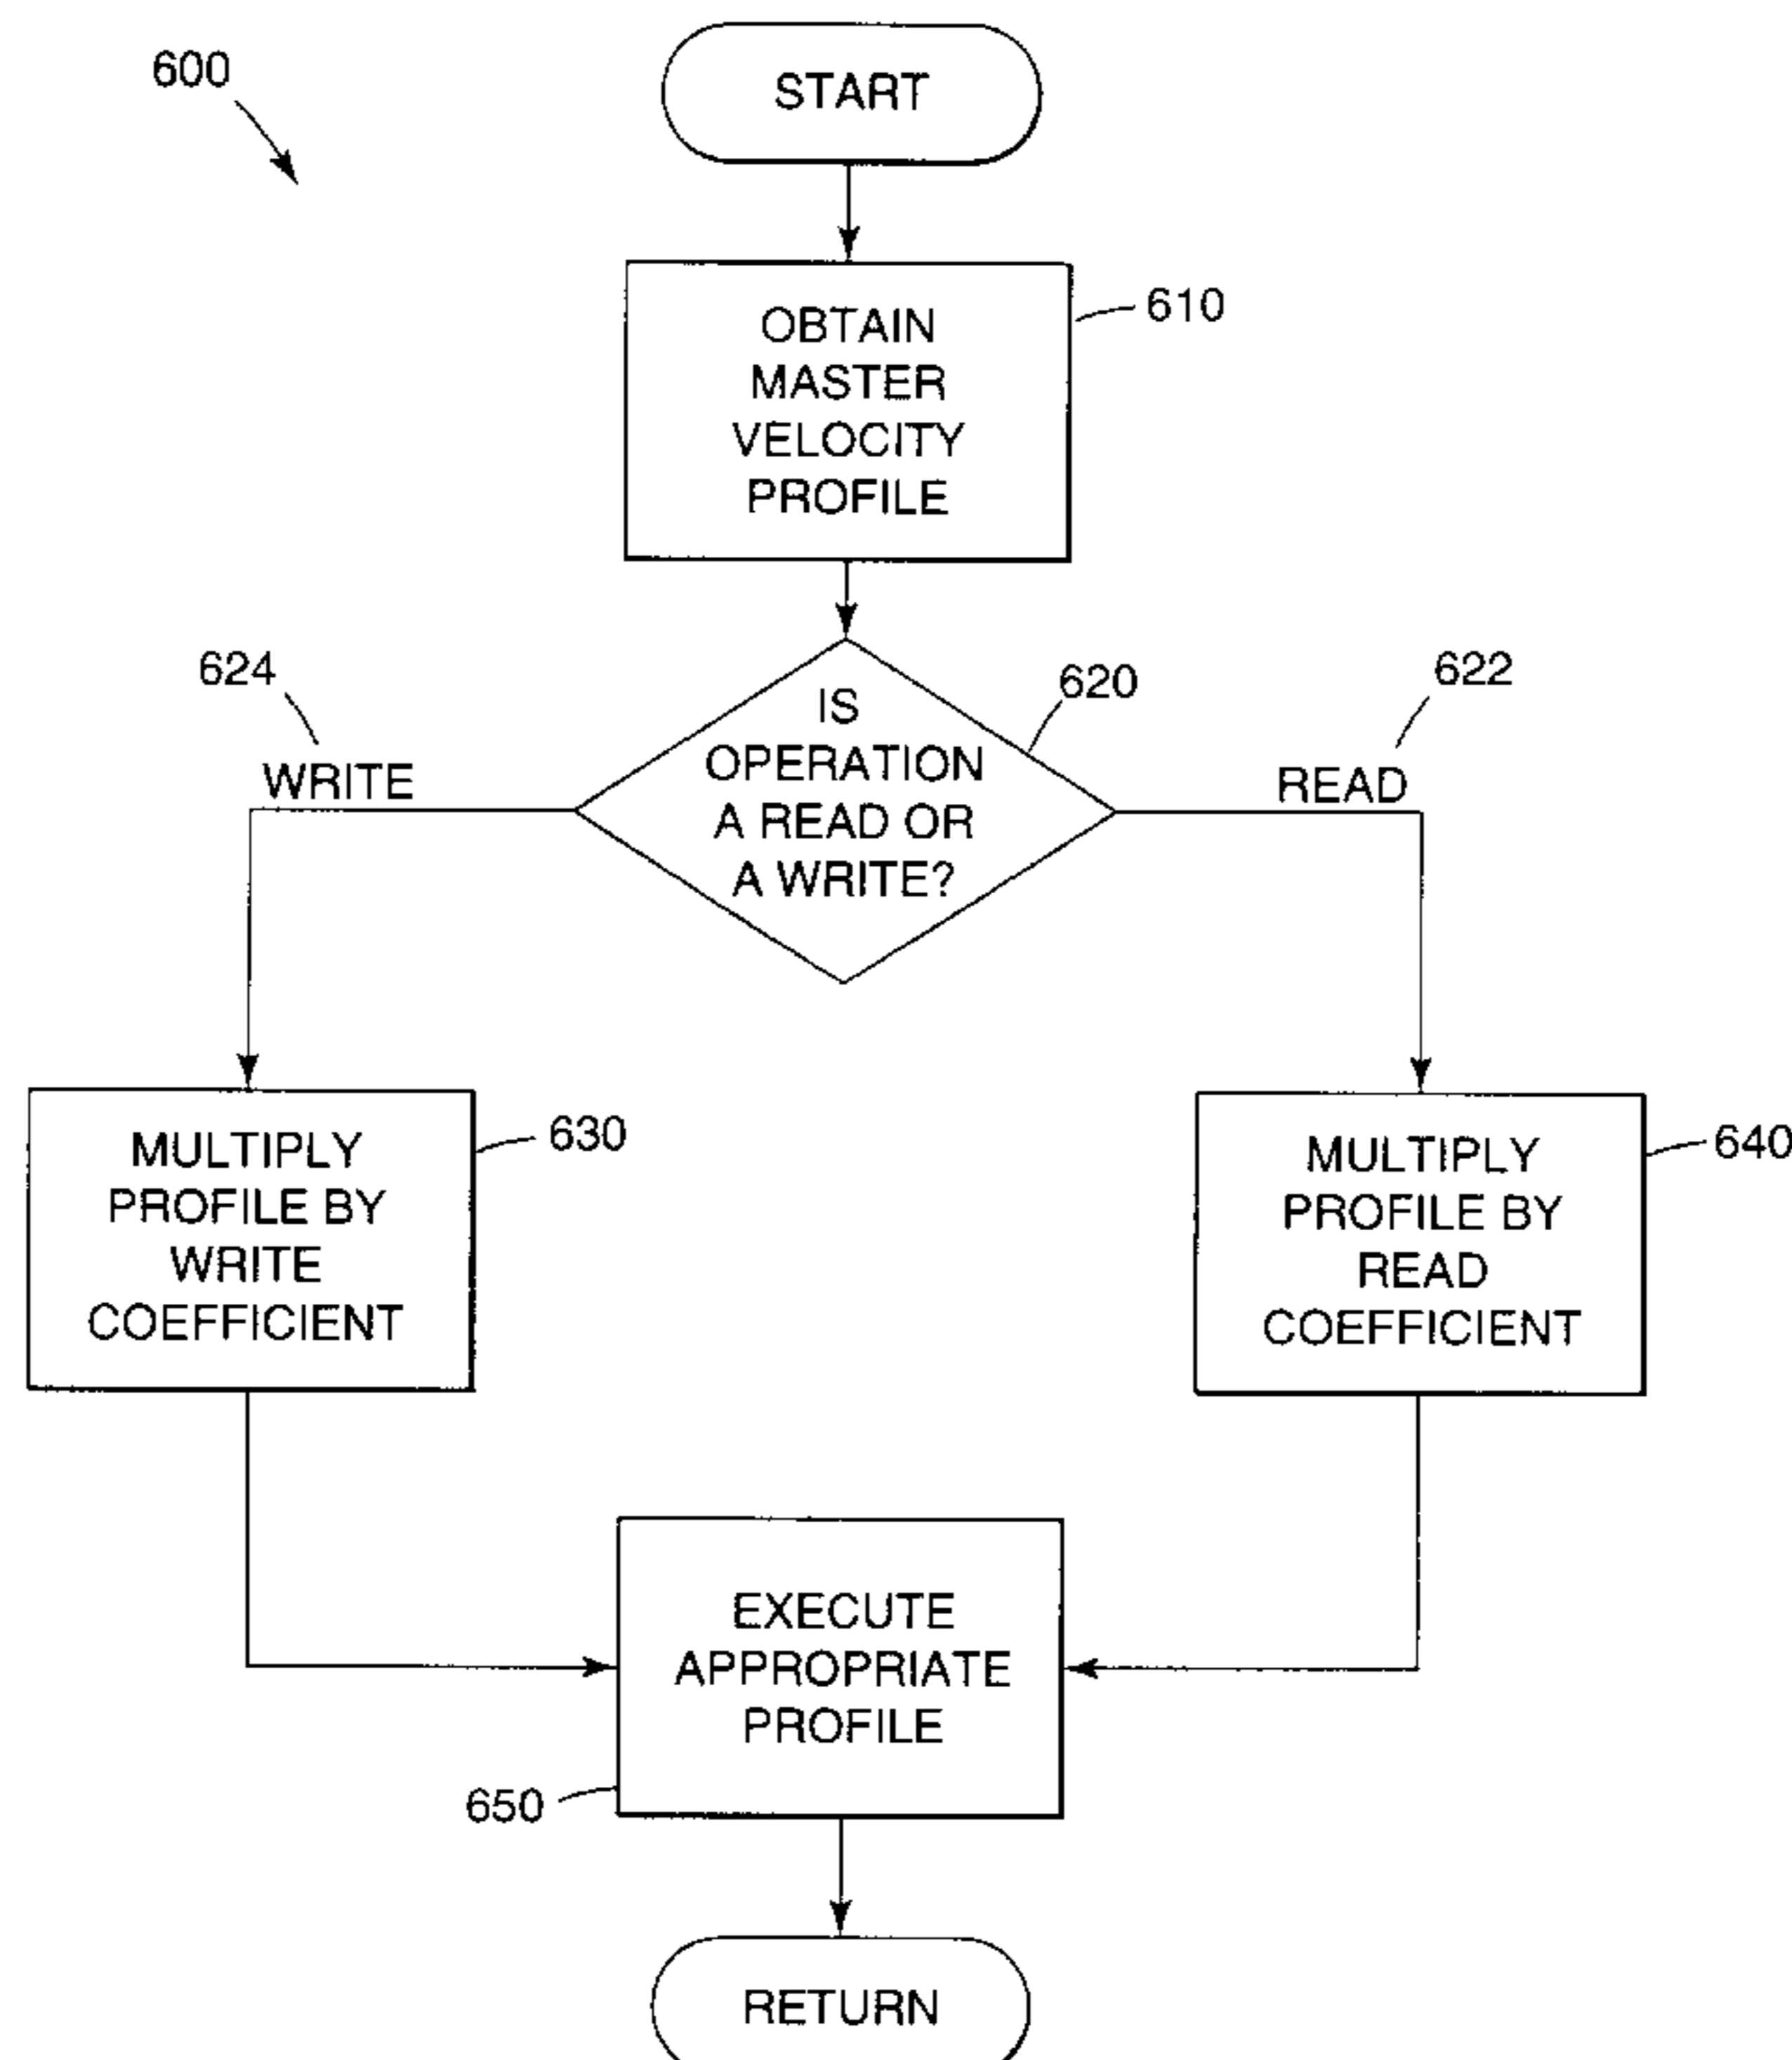 600
START
OBTAIN
MASTER
VELOCITY
PROFILE
610
624
620
622
IS
OPERATION
A READ OR
A WRITE?
WRITE
READ
MULTIPLY
PROFILE BY
WRITE
COEFFICIENT
630
MULTIPLY
PROFILE BY
READ
COEFFICIENT
640
EXECUTE
APPROPRIATE
PROFILE
650
RETURN